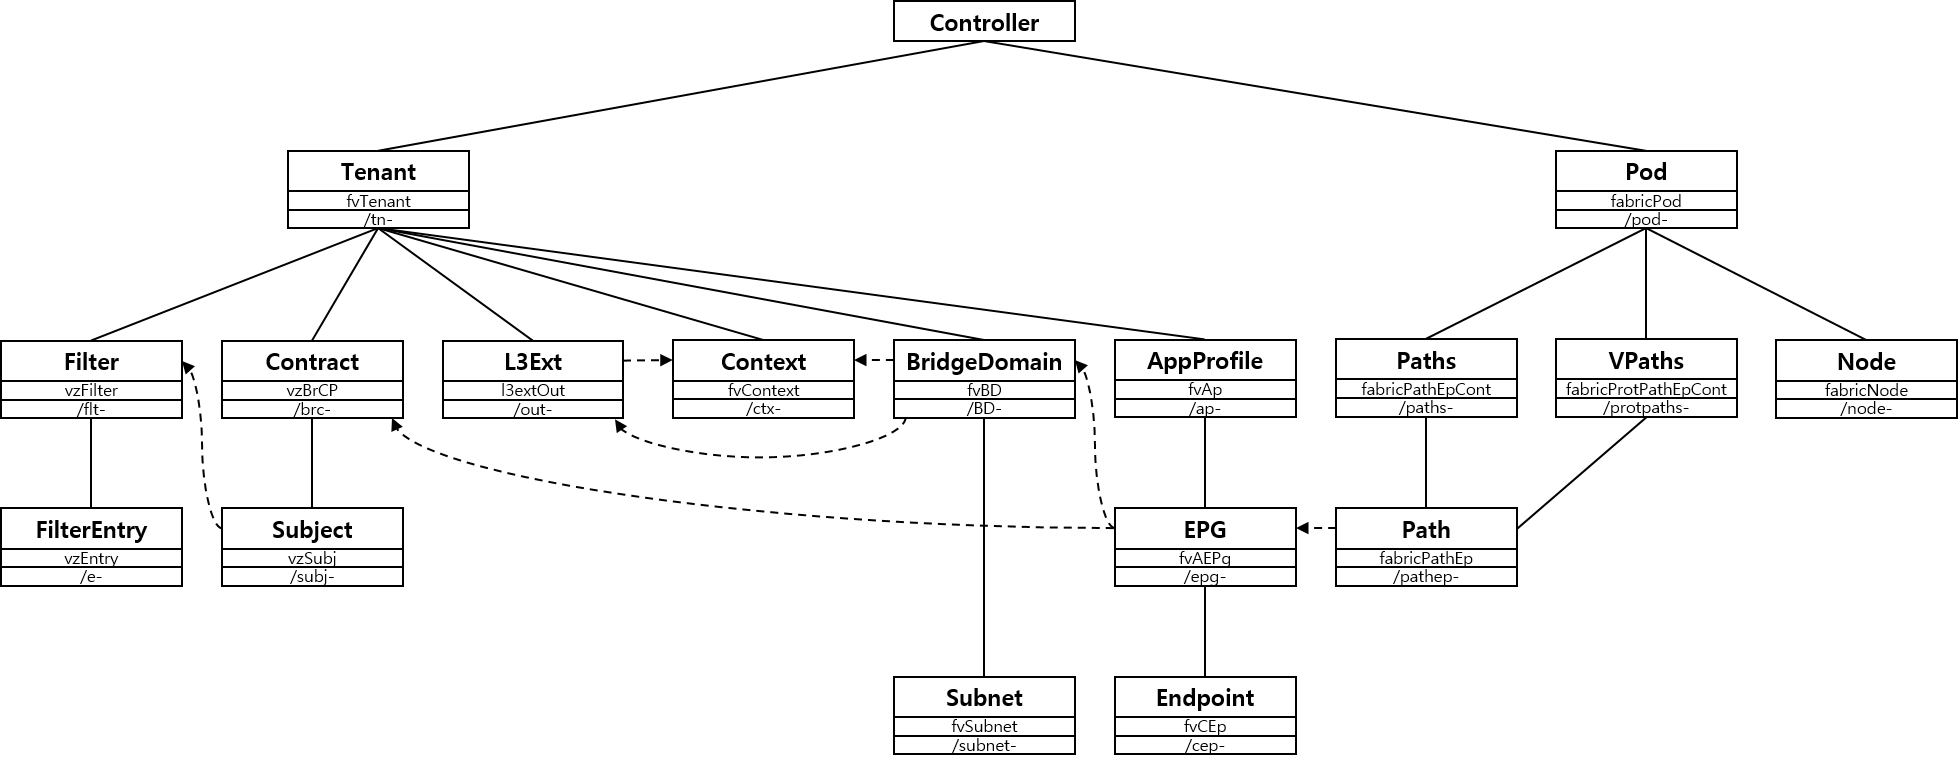 Controller
Tenant
fvTenant
/tn-
Pod
fabricPod
/pod-
Filter
vzFilter
/flt-
Contract
vzBrCP
/brc-
L3Ext
l3extOut
/out-
Context
fvContext
/ctx-
BridgeDomain
fvBD
/BD-
AppProfile
fvAp
/ap-
Paths
fabricPathEpCont
/paths-
VPaths
fabricProtPathEpCont
/protpaths-
Node
fabricNode
/node-
FilterEntry
vzEntry
/e-
Subject
vzSubj
/subj-
EPG
fvAEPg
/epg-
Path
fabricPathEp
/pathep-
Subnet
fvSubnet
/subnet-
Endpoint
fvCEp
/cep-